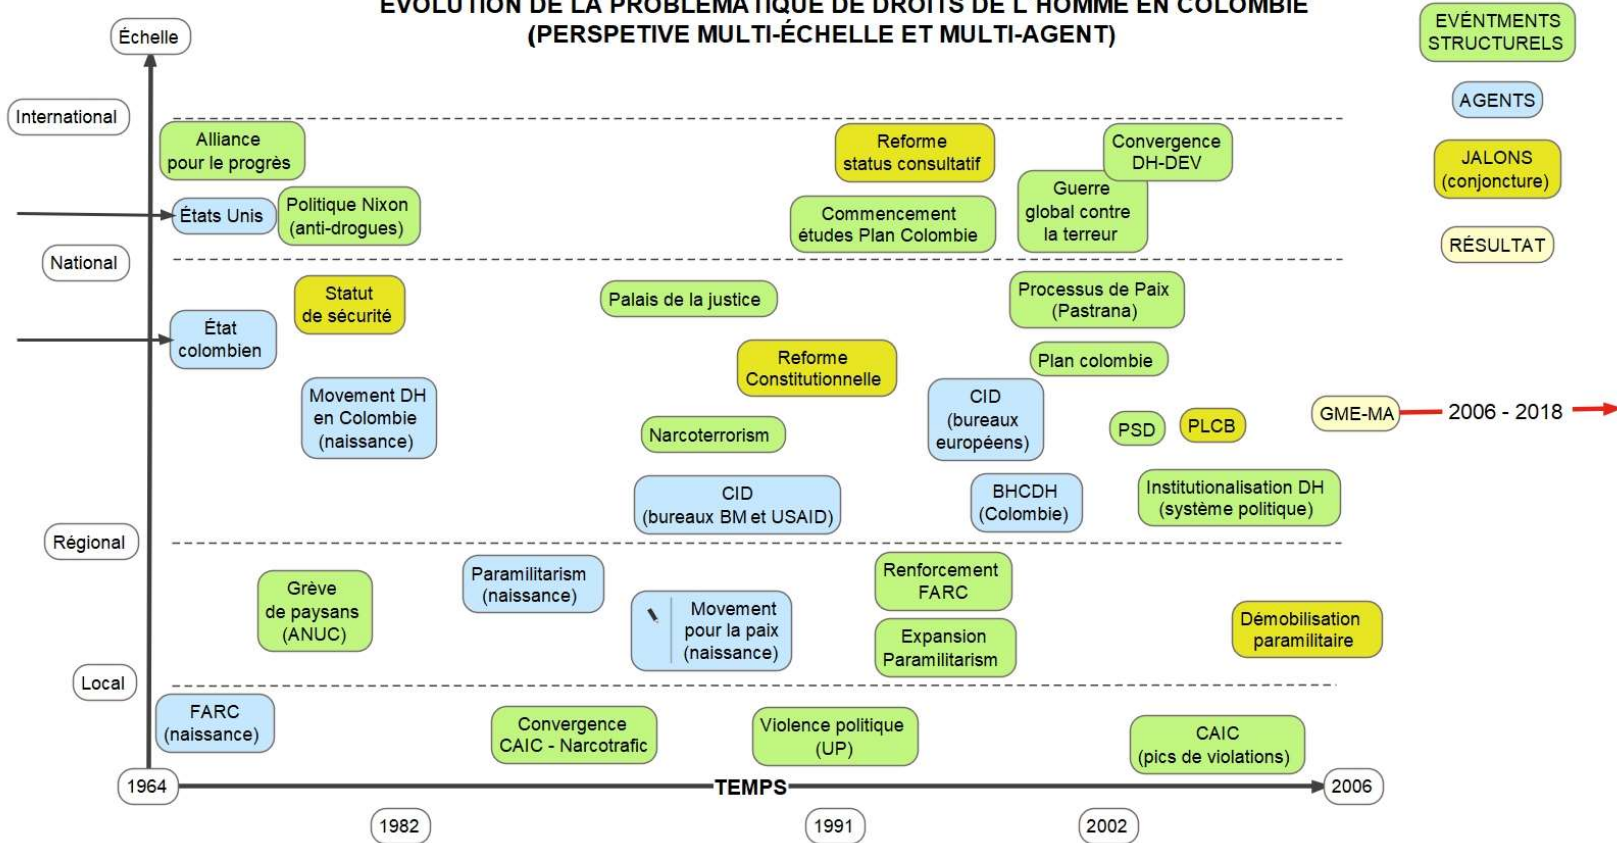 ÉVOLUTION DE LA PROBLÉMATIQUE DE DROITS DE L'HOMME EN COLOMBIE
(PERSPETIVE MULTI-ÉCHELLE ET MULTI-AGENT)
EVÉNTMENTS
STRUCTURELS
AGENTS
JALONS
(conjoncture)
RÉSULTAT
Échelle
International
Alliance
pour le progrès
Reforme
status consultatif
Convergence
DH-DEV
États Unis
Politique Nixon
(anti-drogues)
Commencement
études Plan Colombie
Guerre
global contre
la terreur
National
Statut
de sécurité
Palais de la justice
Processus de Paix
(Pastrana)
État
colombien
Reforme
Constitutionnelle
Plan colombie
Movement DH
en Colombie
(naissance)
Narcoterrorism
CID
(bureaux
européens)
PSD
PLCB
GME-MA
2006 - 2018
CID
(bureaux BM et USAID)
BHCDH
(Colombie)
Institutionalisation DH
(système politique)
Régional
Grève
de paysans
(ANUC)
Paramilitarism
(naissance)
Movement
pour la paix
(naissance)
Renforcement
FARC
Expansion
Paramilitarism
Démobilisation
paramilitaire
Local
FARC
(naissance)
Convergence
CAIC - Narcotrafic
Violence politique
(UP)
CAIC
(pics de violations)
1964
TEMPS
2006
1982
1991
2002